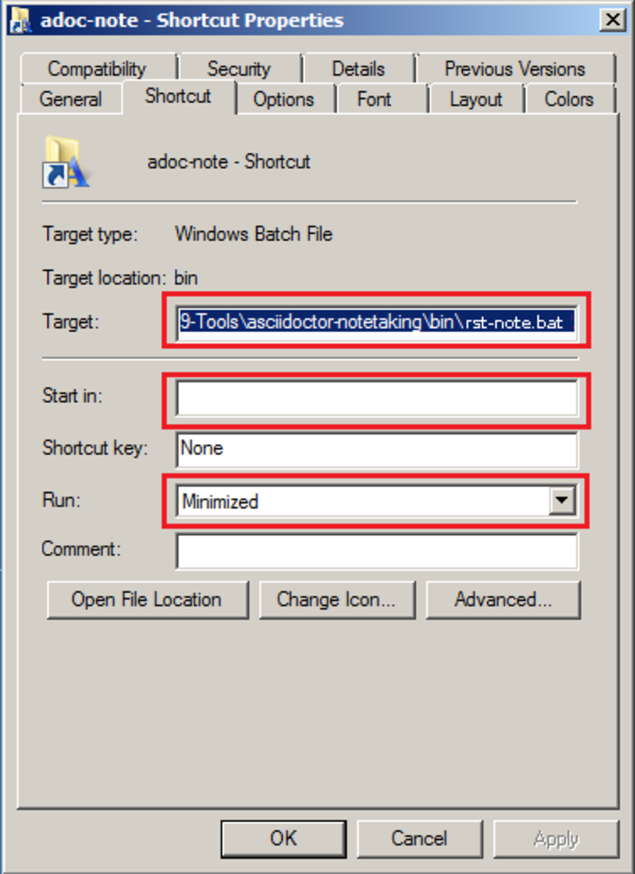 adoc-note - Shortcut Properties
Compatibility Security Details Previous Versions
General Shortcut Options Font Layout Colors
adoc-note - Shortcut
Target type: Windows Batch File
Target location: bin
Target: 9-Tools\asciidoctor-notetaking\bin\rst-note.bat
Start in:
Shortcut key: None
Run: Minimized
Comment:
Open File Location Change Icon... Advanced...
OK Cancel Apply